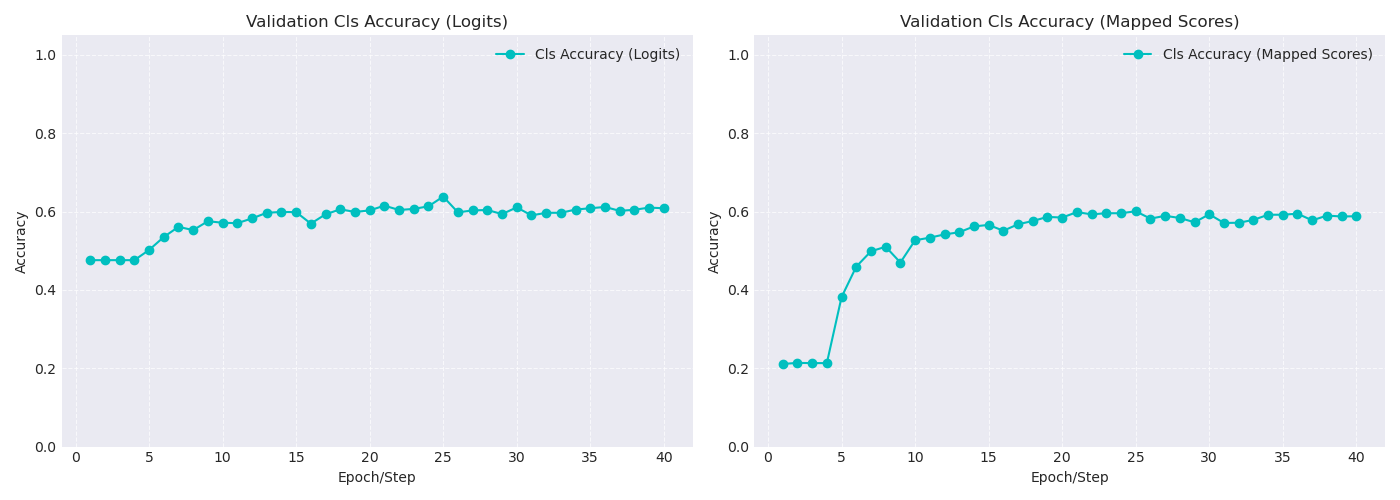 Validation Cls Accuracy (Logits)
Cls Accuracy (Logits)
1.0
0.8
0.6
0.4
0.2
0.0
Accuracy
0 5 10 15 20 25 30 35 40
Epoch/Step
Validation Cls Accuracy (Mapped Scores)
Cls Accuracy (Mapped Scores)
1.0
0.8
0.6
0.4
0.2
0.0
Accuracy
0 5 10 15 20 25 30 35 40
Epoch/Step